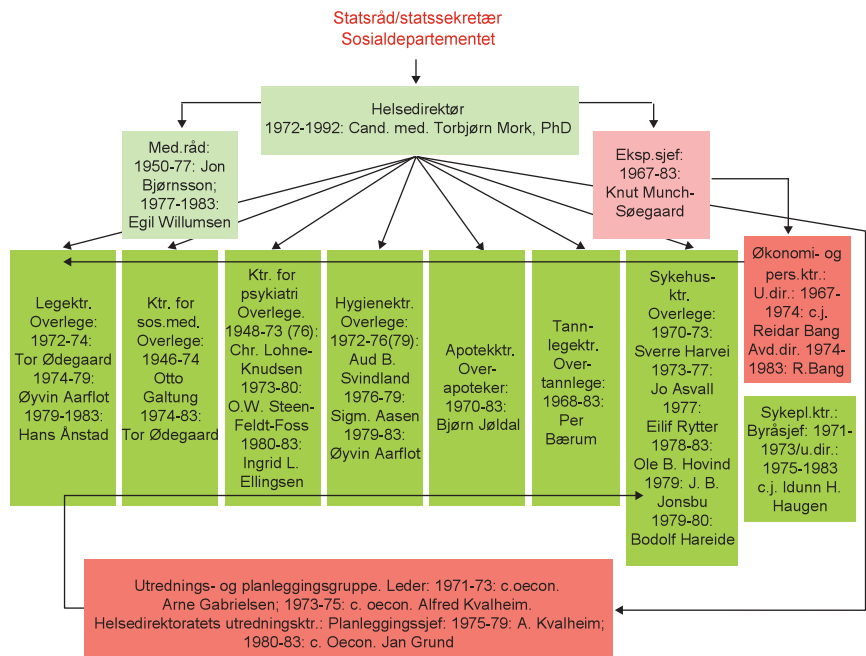 Statsråd/statssekretær
Sosialdepartementet
Helsedirektør
1972-1992: Cand. med. Torbjørn Mork, PhD
Med.råd:
1950-77: Jon
Bjørnsson;
1977-1983:
Egil Willumsen
Eksp.sjef:
1967-83:
Knut Munch-
Søegaard
Legektr.
Overlege:
1972-74:
Tor Ødegaard
1974-79:
Øyvin Aarflot
1979-1983:
Hans Ånstad
Ktr. for
sos.med.
Overlege:
1946-74
Otto
Galtung
1974-83:
Tor Ødegaard
Ktr. for
psykiatri
Overlege.
1948-73 (76):
Chr. Lohne-
Knudsen
1973-80:
O.W. Steen-
Feldt-Foss
1980-83:
Ingrid L.
Ellingsen
Hygienektr.
Overlege:
1972-76(79):
Aud B.
Svindland
1976-79:
Sigm. Aasen
1979-83:
Øyvin Aarflot
Apotekktr.
Over-
apoteker:
1970-83:
Bjørn Jøldal
Tann-
legektr.
Over-
tannlege:
1968-83:
Per
Bærum
Sykehus-
ktr.
Overlege:
1970-73:
Sverre Harvei
1973-77:
Jo Asvall
1977:
Eilif Rytter
1978-83:
Ole B. Hovind
1979: J. B.
Jonsbu
1979-80:
Bodolf Hareide
Økonomi- og
pers.ktr.:
U.dir.: 1967-
1974: c.j.
Reidar Bang
Avd.dir. 1974-
1983: R.Bang
Sykepl.ktr.:
Byråsjef: 1971-
1973/u.dir.:
1975-1983
c.j. Idunn H.
Haugen
Utrednings- og planleggingsgruppe. Leder: 1971-73: c.oecon.
Arne Gabrielsen; 1973-75: c. oecon. Alfred Kvalheim.
Helsedirektoratets utredningsktr.: Planleggingssjef: 1975-79: A. Kvalheim;
1980-83: c. Oecon. Jan Grund